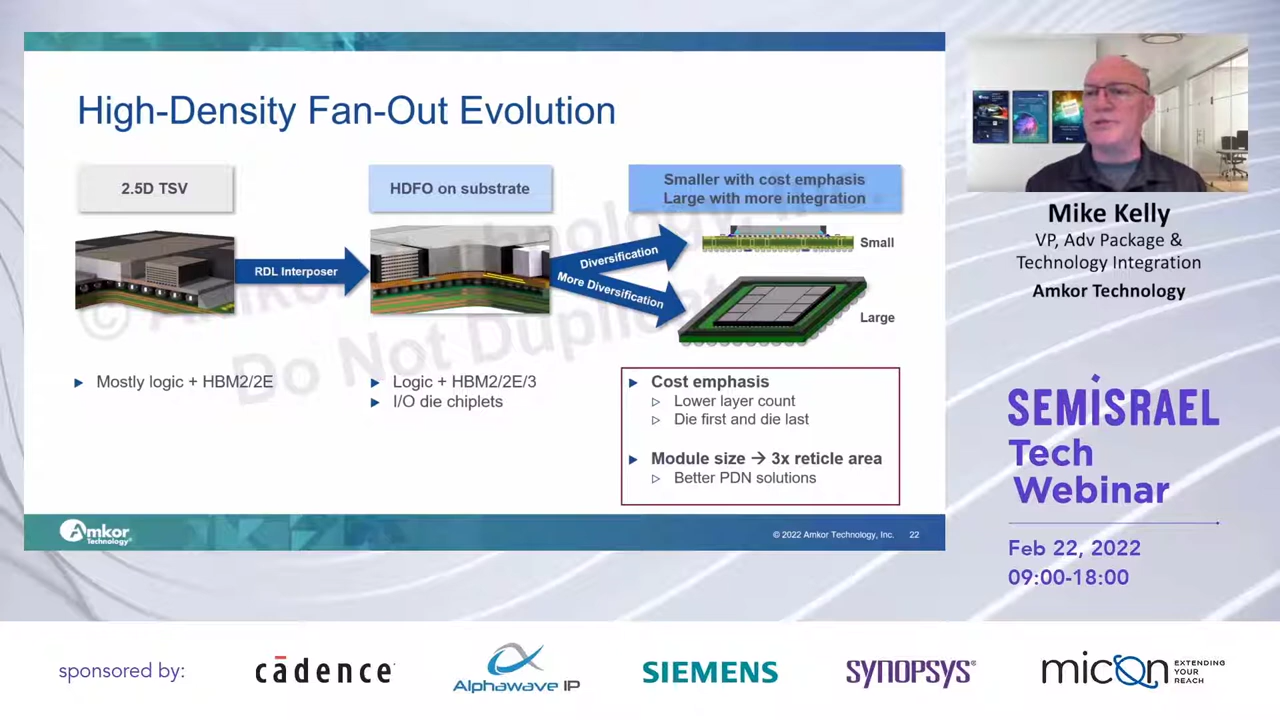 High-Density Fan-Out Evolution
2.5D TSV
HDFO on substrate
Smaller with cost emphasis
Large with more integration
RDL Interposer
Diversification
More Diversification
Small
Large
Mostly logic + HBM2/2E
Logic + HBM2/2E/3
I/O die chiplets
Cost emphasis
Lower layer count
Die first and die last
Module size → 3x reticle area
Better PDN solutions
Amkor
Technology®
© 2022 Amkor Technology, Inc. 22
Mike Kelly
VP, Adv Package &
Technology Integration
Amkor Technology
SEMISRAEL
Tech
Webinar
Feb 22, 2022
09:00-18:00
sponsored by:
cādence
Alphawave IP
SIEMENS
SYNOPSYS®
micon
EXTENDING
YOUR
REACH